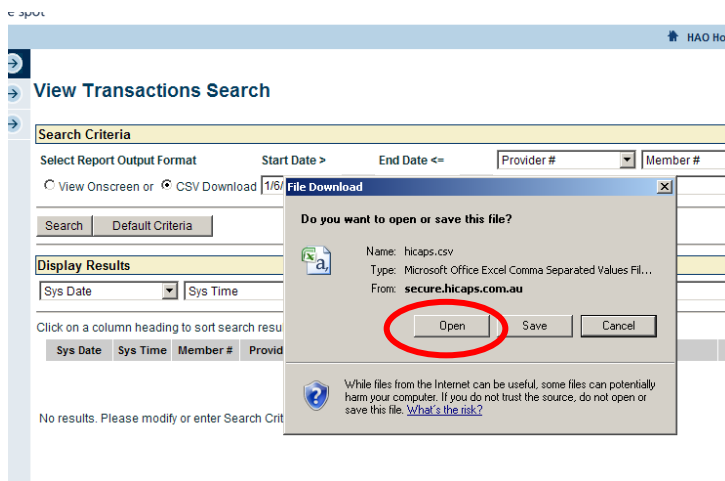 e spot
HAO Ho
View Transactions Search
Search Criteria
Select Report Output Format Start Date > End Date <= Provider # Member #
View Onscreen or CSV Download 1/6/
File Download
Do you want to open or save this file?
Search Default Criteria
Name: hicaps.csv
Type: Microsoft Office Excel Comma Separated Values Fil...
From: secure.hicaps.com.au
Display Results
Sys Date Sys Time
Open Save Cancel
Click on a column heading to sort search resu
Sys Date Sys Time Member # Provid
While files from the Internet can be useful, some files can potentially
harm your computer. If you do not trust the source, do not open or
save this file. What's the risk?
No results. Please modify or enter Search Crit